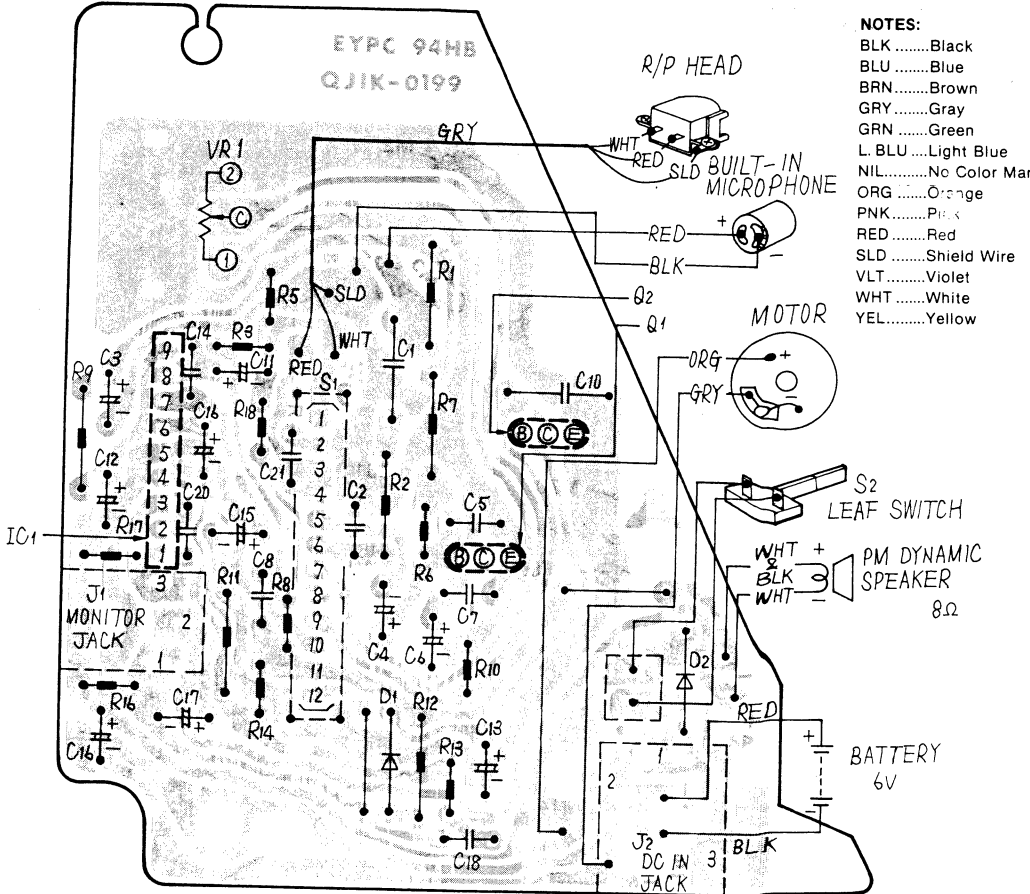 EYPC 94HB
QJIK-0199
NOTES:
BLK ........Black
BLU ........Blue
BRN ........Brown
GRY ........Gray
GRN ........Green
L. BLU ....Light Blue
NIL.........No Color Mar
ORG ........Orange
PNK ........Pink
RED ........Red
SLD ........Shield Wire
VLT ........Violet
WHT ........White
YEL.........Yellow
R/P HEAD
WHT
RED
SLD
GRY
BUILT-IN
MICROPHONE
+
-
RED
BLK
Q2
Q1
MOTOR
ORG
GRY
+
-
S2
LEAF SWITCH
WHT +
&
BLK
WHT -
PM DYNAMIC
SPEAKER
8Ω
BATTERY
6V
RED
BLK
+
-
VR1
2
C
1
SLD
WHT
RED
R5
R1
R3
C14
C11
+
C3
+
-
R9
9
8
7
6
5
4
3
2
1
IC1
R18
C16
+
-
C12
+
-
C20
C15
- +
R17
C21
S1
1
2
3
4
5
6
7
8
9
10
11
12
C1
R7
C10
B C E
C2
R2
R6
C5
B C E
C7
C4
-
+
C6
+
-
R10
R11
C8
R8
R14
J1
MONITOR
JACK
3
2
1
R16
C17
- +
C16
+
-
D1
R12
R13
C13
+
-
C18
D2
1
2
3
J2
DC IN
JACK